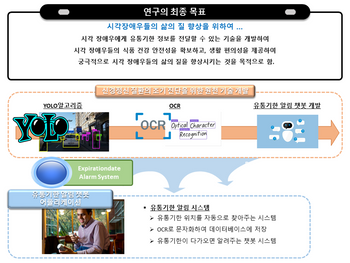 연구의 최종 목표
시각장애우들의 삶의 질 향상을 위하여 ...
시각 장애우에게 유통기한 정보를 전달할 수 있는 기술을 개발하여
시각 장애우들의 식품 건강 안전성을 확보하고, 생활 편의성을 제공하여
궁극적으로 시각 장애우들의 삶의 질을 향상시키는 것을 목적으로 함.
YOLO알고리즘
OCR
유통기한 알림 챗봇 개발
YOLO
OCR
Optical Character
Recognition
Expirationdate
Alarm System
어플리케이션
• 유통기한 알림 시스템
➢ 유통기한 위치를 자동으로 찾아주는 시스템
➢ OCR로 문자화하여 데이터베이스에 저장
➢ 유통기한이 다가오면 알려주는 챗봇 시스템